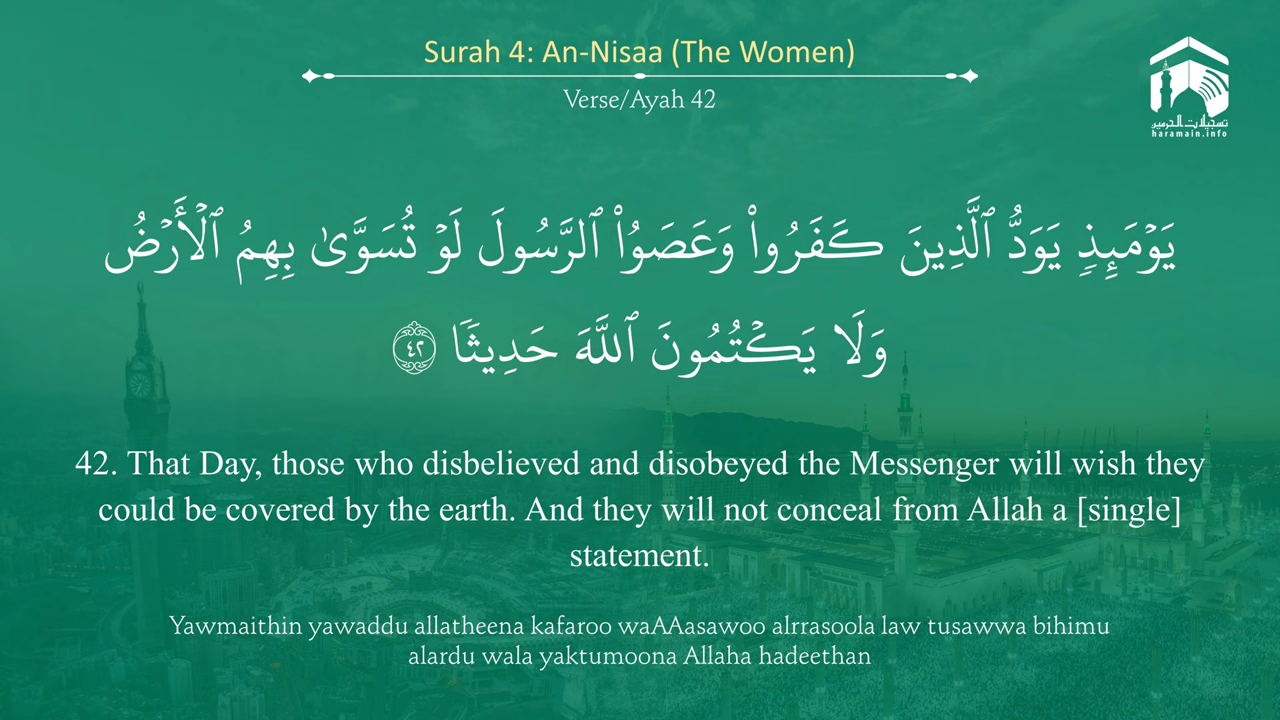 Surah 4: An-Nisaa (The Women)
Verse/Ayah 42
تسجيلات الحرمين
haramain.info
يَوۡمَئِذٖ يَوَدُّ ٱلَّذِينَ كَفَرُواْ وَعَصَوُاْ ٱلرَّسُولَ لَوۡ تُسَوَّىٰ بِهِمُ ٱلۡأَرۡضُ
وَلَا يَكۡتُمُونَ ٱللَّهَ حَدِيثٗا ٤٢
42. That Day, those who disbelieved and disobeyed the Messenger will wish they
could be covered by the earth. And they will not conceal from Allah a [single]
statement.
Yawmaithin yawaddu allatheena kafaroo waAAasawoo alrrasoola law tusawwa bihimu
alardu wala yaktumoona Allaha hadeethan